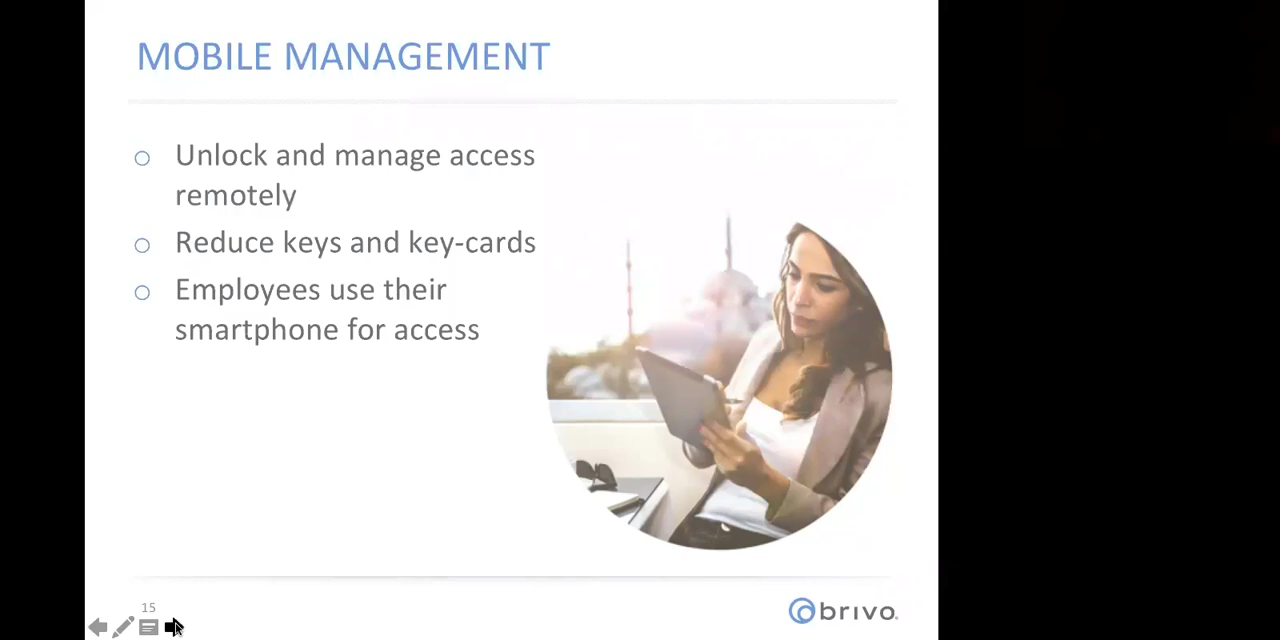 MOBILE MANAGEMENT
Unlock and manage access
remotely
Reduce keys and key-cards
Employees use their
smartphone for access
15
brivo